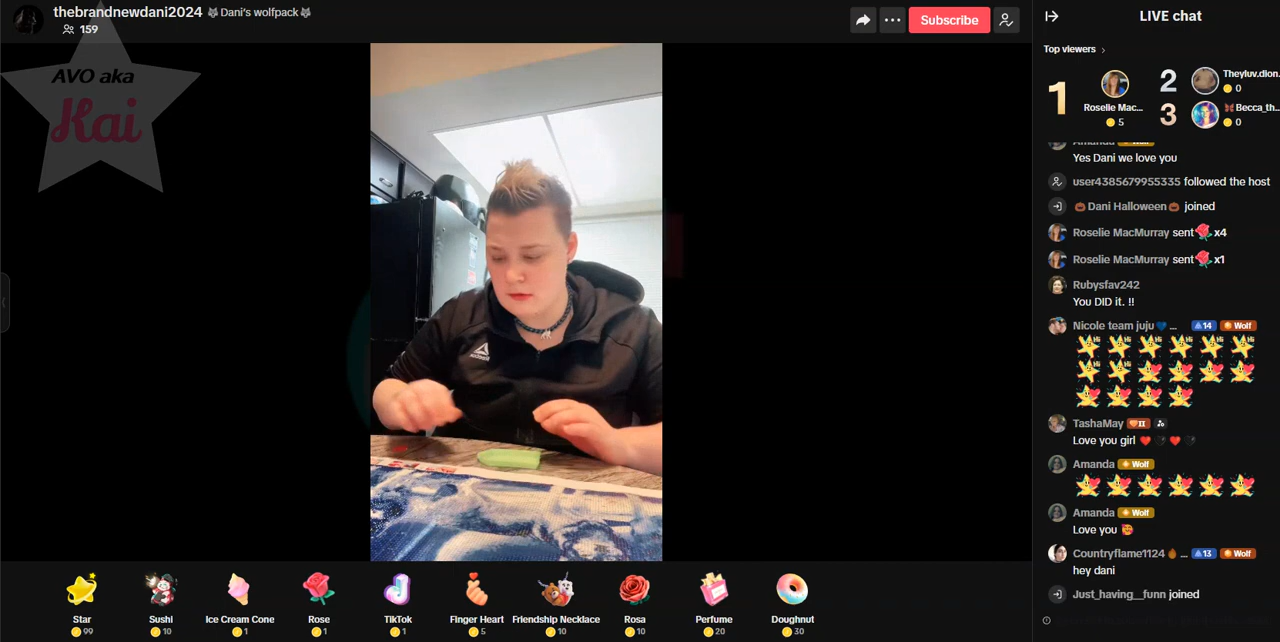 thebrandnewdani2024 🐺Dani's wolfpack🐺
159
Subscribe
AVO aka
Kai
LIVE chat
Top viewers
1
Roselie Mac...
5
2
Theyluv.dion.
0
3
🦋Becca_th...
0
Amanda
Yes Dani we love you
user4385679955335 followed the host
🎃Dani Halloween🎃 joined
Roselie MacMurray sent🌹x4
Roselie MacMurray sent🌹x1
Rubysfav242
You DID it. !!
Nicole team juju💙 ... 14 Wolf
TashaMay II
Love you girl ❤️🖤❤️🖤
Amanda Wolf
Amanda Wolf
Love you 🥰
Countryflame1124🔥 ... 13 Wolf
hey dani
Just_having__funn joined
Star
99
Sushi
10
Ice Cream Cone
1
Rose
1
TikTok
1
Finger Heart
5
Friendship Necklace
10
Rosa
10
Perfume
20
Doughnut
30